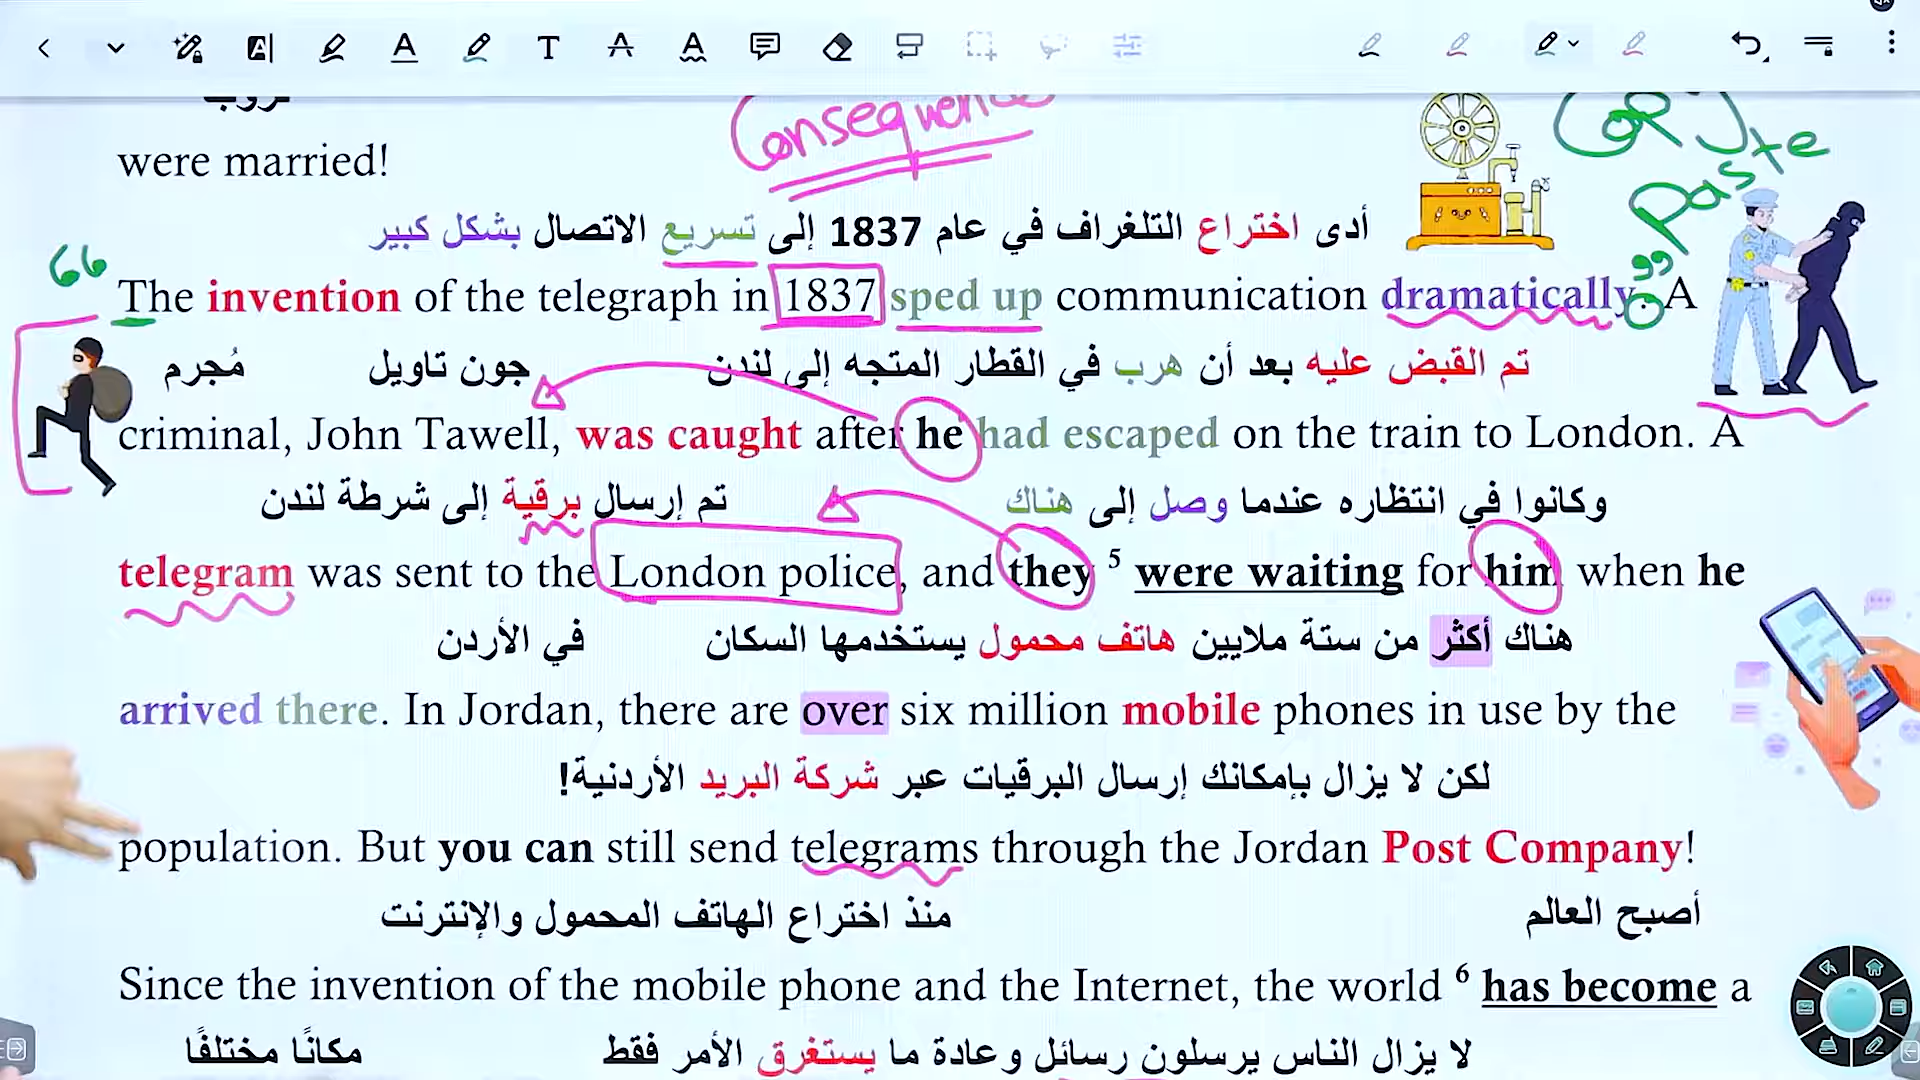 Consequence
were married!
أدى اختراع التلغراف في عام 1837 إلى تسريع الاتصال بشكل كبير
Paste
The invention of the telegraph in 1837 sped up communication dramatically. A
تم القبض عليه بعد أن هرب في القطار المتجه إلى لندن جون تاويل مُجرم
criminal, John Tawell, was caught after he had escaped on the train to London. A
وكانوا في انتظاره عندما وصل إلى هناك تم إرسال برقية إلى شرطة لندن
telegram was sent to the London police, and they 5 were waiting for him when he
هناك أكثر من ستة ملايين هاتف محمول يستخدمها السكان في الأردن
arrived there. In Jordan, there are over six million mobile phones in use by the
لكن لا يزال بإمكانك إرسال البرقيات عبر شركة البريد الأردنية!
population. But you can still send telegrams through the Jordan Post Company!
أصبح العالم منذ اختراع الهاتف المحمول والإنترنت
Since the invention of the mobile phone and the Internet, the world 6 has become a
لا يزال الناس يرسلون رسائل وعادة ما يستغرق الأمر فقط مكانًا مختلفًا